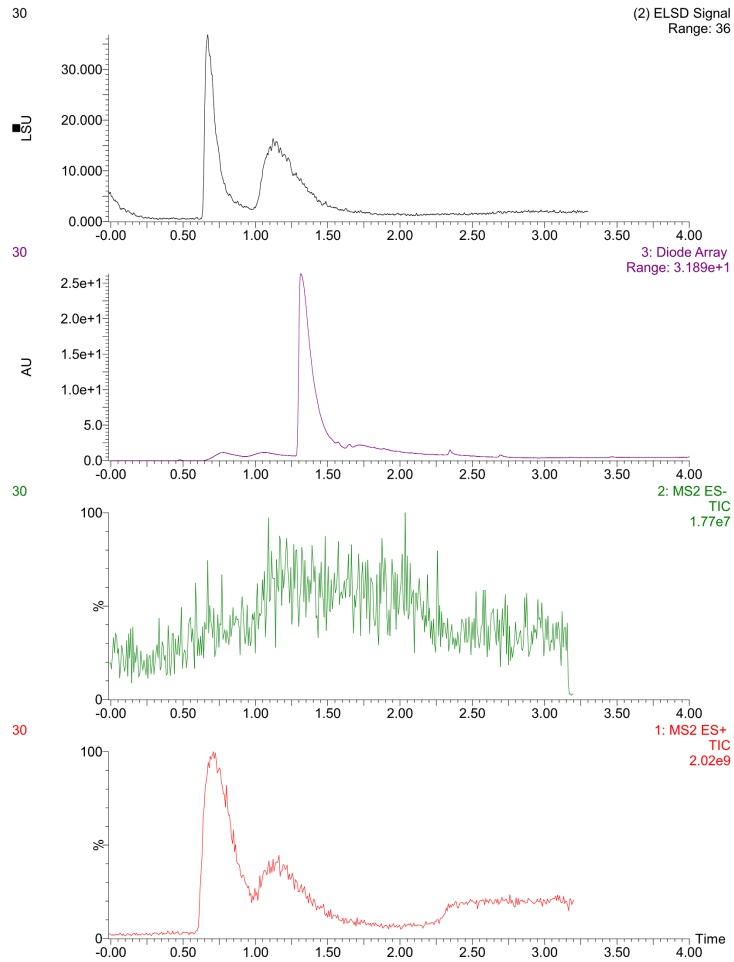 30
(2) ELSD Signal
Range: 36
30.000
20.000
10.000
0.000
LSU
-0.00 0.50 1.00 1.50 2.00 2.50 3.00 3.50 4.00
30
3: Diode Array
Range: 3.189e+1
2.5e+1
2.0e+1
1.5e+1
1.0e+1
5.0
0.0
AU
-0.00 0.50 1.00 1.50 2.00 2.50 3.00 3.50 4.00
30
2: MS2 ES-
TIC
1.77e7
100
%
0
-0.00 0.50 1.00 1.50 2.00 2.50 3.00 3.50 4.00
30
1: MS2 ES+
TIC
2.02e9
100
%
0
Time
-0.00 0.50 1.00 1.50 2.00 2.50 3.00 3.50 4.00